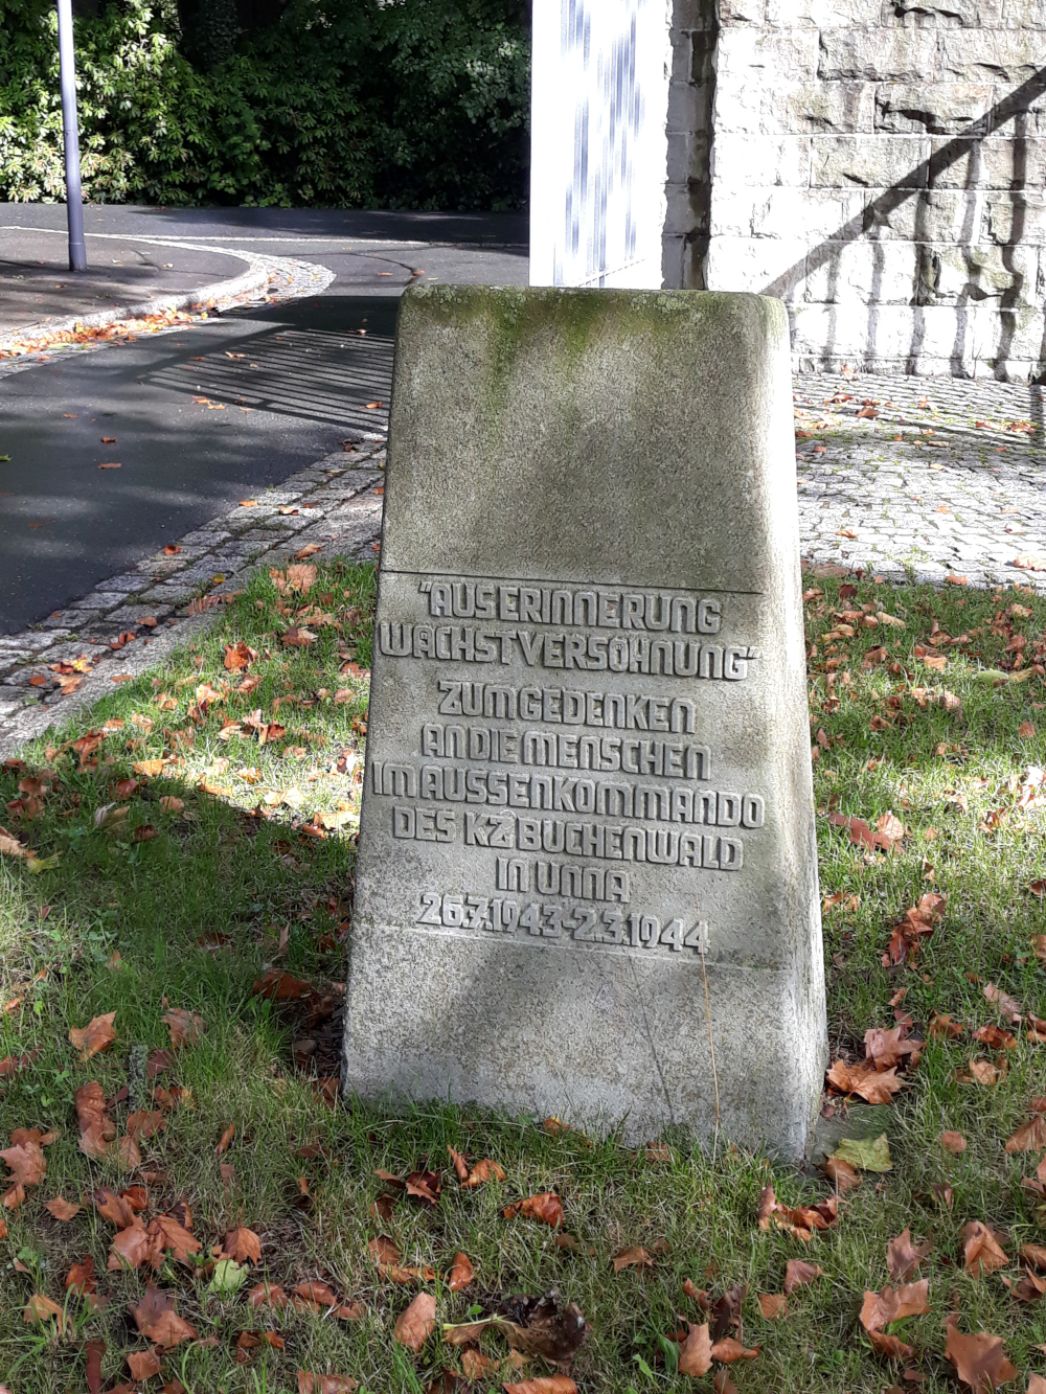 "AUS ERINNERUNG
WÄCHST VERSÖHNUNG"
ZUM GEDENKEN
AN DIE MENSCHEN
IM AUSSENKOMMANDO
DES KZ BUCHENWALD
IN UNNA
26.7.1943-2.3.1944